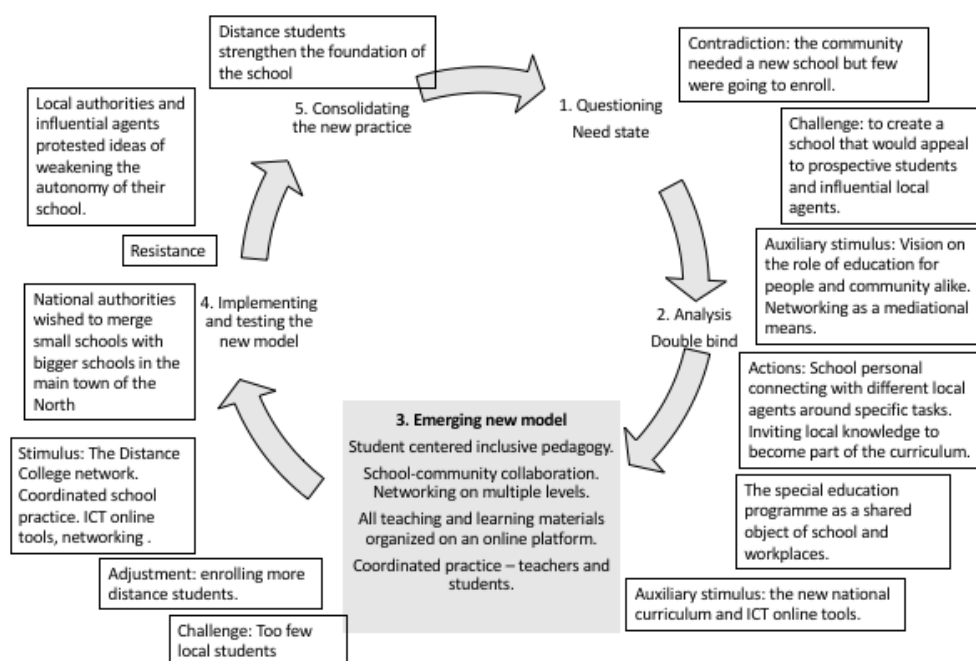 Distance students
strengthen the foundation of
the school
5. Consolidating
the new practice
1. Questioning
Need state
Contradiction: the community
needed a new school but few
were going to enroll.
Challenge: to create a
school that would appeal
to prospective students
and influential local
agents.
Auxiliary stimulus: Vision on
the role of education for
people and community alike.
Networking as a mediational
means.
2. Analysis
Double bind
Actions: School personal
connecting with different local
agents around specific tasks.
Inviting local knowledge to
become part of the curriculum.
The special education
programme as a shared
object of school and
workplaces.
Auxiliary stimulus: the new national
curriculum and ICT online tools.
3. Emerging new model
Student centered inclusive pedagogy.
School-community collaboration.
Networking on multiple levels.
All teaching and learning materials
organized on an online platform.
Coordinated practice – teachers and
students.
Challenge: Too few
local students
Adjustment: enrolling more
distance students.
Stimulus: The Distance
College network.
Coordinated school
practice. ICT online
tools, networking .
4. Implementing
and testing the
new model
National authorities
wished to merge
small schools with
bigger schools in the
main town of the
North
Resistance
Local authorities and
influential agents
protested ideas of
weakening the
autonomy of their
school.